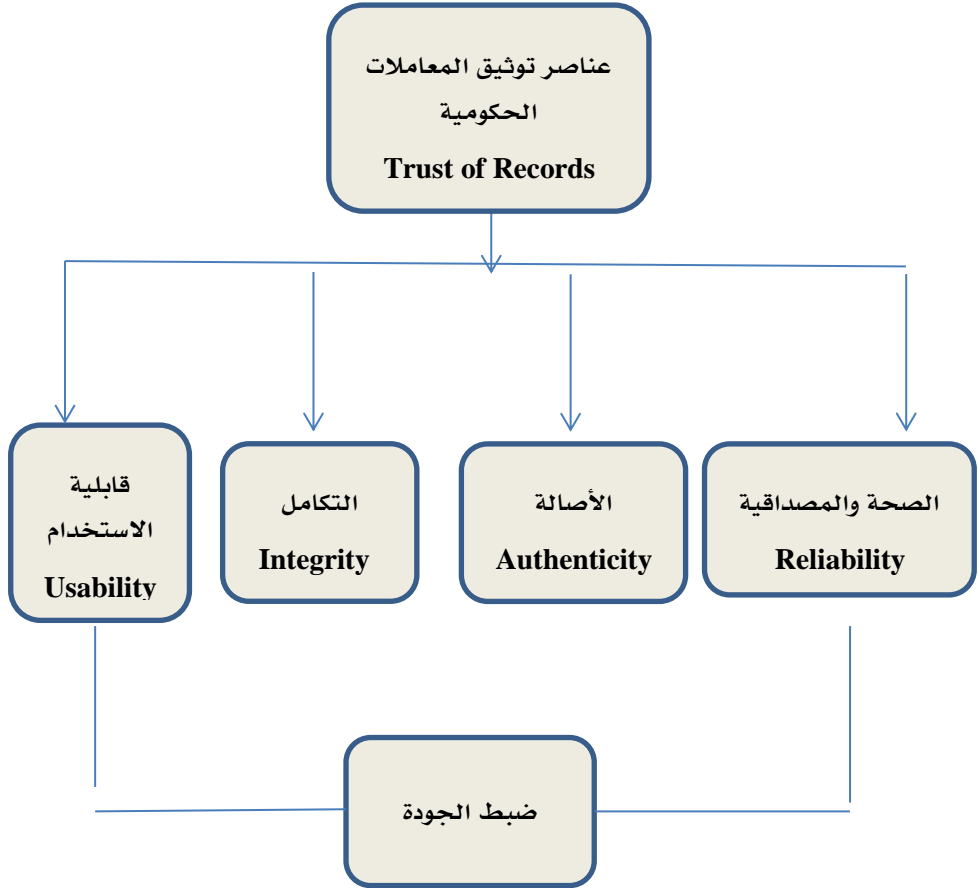 عناصر توثيق المعاملات
الحكومية
Trust of Records
الصحة والمصداقية
Reliability
الأصالة
Authenticity
التكامل
Integrity
قابلية
الاستخدام
Usability
ضبط الجودة